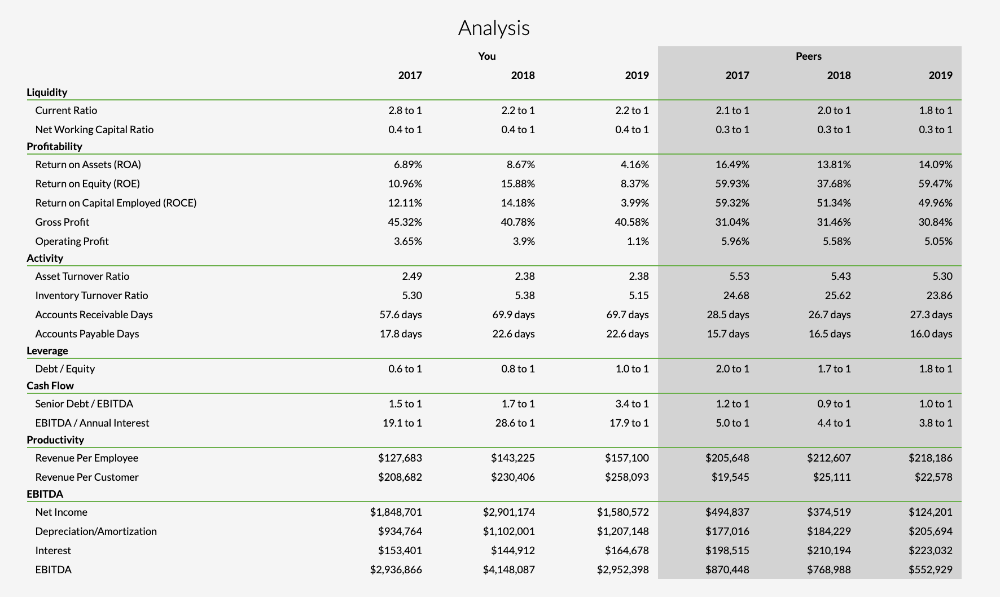 Analysis
You Peers
2017 2018 2019 2017 2018 2019
Liquidity
Current Ratio 2.8 to 1 2.2 to 1 2.2 to 1 2.1 to 1 2.0 to 1 1.8 to 1
Net Working Capital Ratio 0.4 to 1 0.4 to 1 0.4 to 1 0.3 to 1 0.3 to 1 0.3 to 1
Profitability
Return on Assets (ROA) 6.89% 8.67% 4.16% 16.49% 13.81% 14.09%
Return on Equity (ROE) 10.96% 15.88% 8.37% 59.93% 37.68% 59.47%
Return on Capital Employed (ROCE) 12.11% 14.18% 3.99% 59.32% 51.34% 49.96%
Gross Profit 45.32% 40.78% 40.58% 31.04% 31.46% 30.84%
Operating Profit 3.65% 3.9% 1.1% 5.96% 5.58% 5.05%
Activity
Asset Turnover Ratio 2.49 2.38 2.38 5.53 5.43 5.30
Inventory Turnover Ratio 5.30 5.38 5.15 24.68 25.62 23.86
Accounts Receivable Days 57.6 days 69.9 days 69.7 days 28.5 days 26.7 days 27.3 days
Accounts Payable Days 17.8 days 22.6 days 22.6 days 15.7 days 16.5 days 16.0 days
Leverage
Debt / Equity 0.6 to 1 0.8 to 1 1.0 to 1 2.0 to 1 1.7 to 1 1.8 to 1
Cash Flow
Senior Debt / EBITDA 1.5 to 1 1.7 to 1 3.4 to 1 1.2 to 1 0.9 to 1 1.0 to 1
EBITDA / Annual Interest 19.1 to 1 28.6 to 1 17.9 to 1 5.0 to 1 4.4 to 1 3.8 to 1
Productivity
Revenue Per Employee $127,683 $143,225 $157,100 $205,648 $212,607 $218,186
Revenue Per Customer $208,682 $230,406 $258,093 $19,545 $25,111 $22,578
EBITDA
Net Income $1,848,701 $2,901,174 $1,580,572 $494,837 $374,519 $124,201
Depreciation/Amortization $934,764 $1,102,001 $1,207,148 $177,016 $184,229 $205,694
Interest $153,401 $144,912 $164,678 $198,515 $210,194 $223,032
EBITDA $2,936,866 $4,148,087 $2,952,398 $870,448 $768,988 $552,929